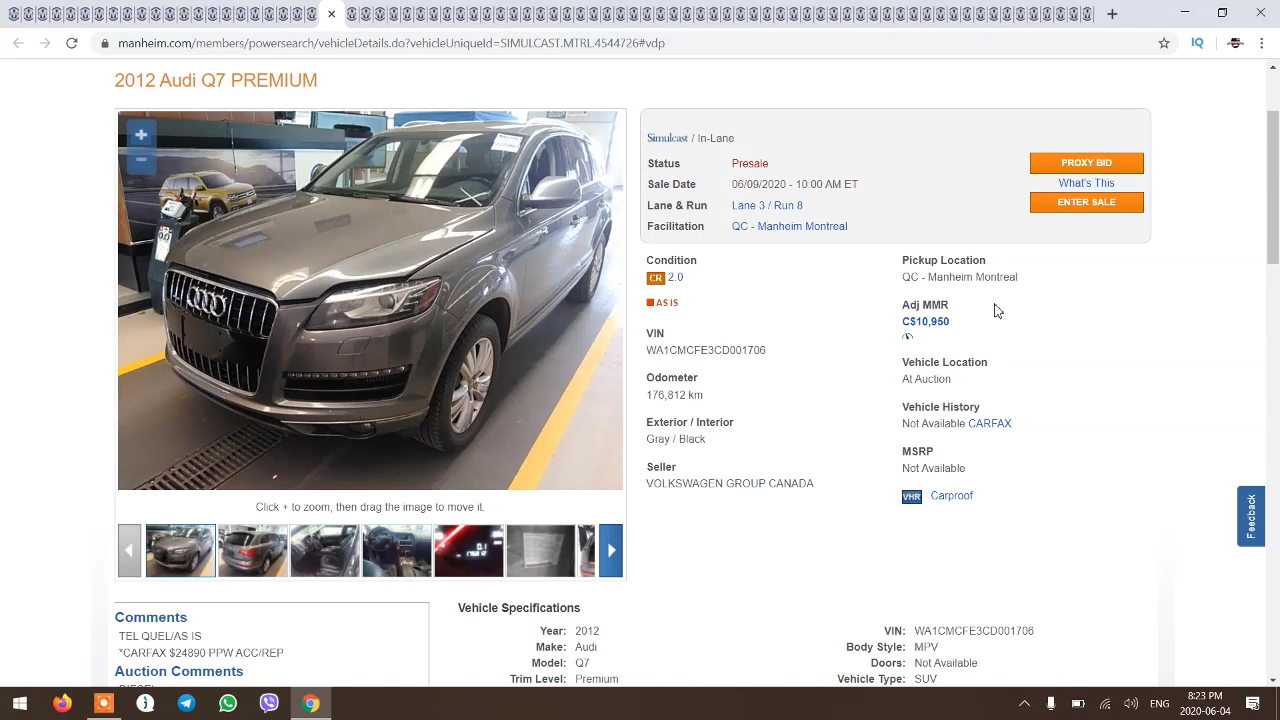 manheim.com/members/powersearch/vehicleDetails.do?vehicleUniqueId=SIMULCAST.MTRL.4544726#vdp
2012 Audi Q7 PREMIUM
Simulcast / In-Lane
Status Presale
PROXY BID
What's This
Sale Date 06/09/2020 - 10:00 AM ET
ENTER SALE
Lane & Run Lane 3 / Run 8
Facilitation QC - Manheim Montreal
Condition
CR 2.0
AS IS
VIN
WA1CMCFE3CD001706
Odometer
176,812 km
Exterior / Interior
Gray / Black
Seller
VOLKSWAGEN GROUP CANADA
Pickup Location
QC - Manheim Montreal
Adj MMR
C$10,950
Vehicle Location
At Auction
Vehicle History
Not Available CARFAX
MSRP
Not Available
VHR Carproof
Feedback
Click + to zoom, then drag the image to move it.
Comments
TEL QUEL/AS IS
*CARFAX $24890 PPW ACC/REP
Auction Comments
DIESEL
Vehicle Specifications
Year: 2012
Make: Audi
Model: Q7
Trim Level: Premium
VIN: WA1CMCFE3CD001706
Body Style: MPV
Doors: Not Available
Vehicle Type: SUV
ENG
8:23 PM
2020-06-04